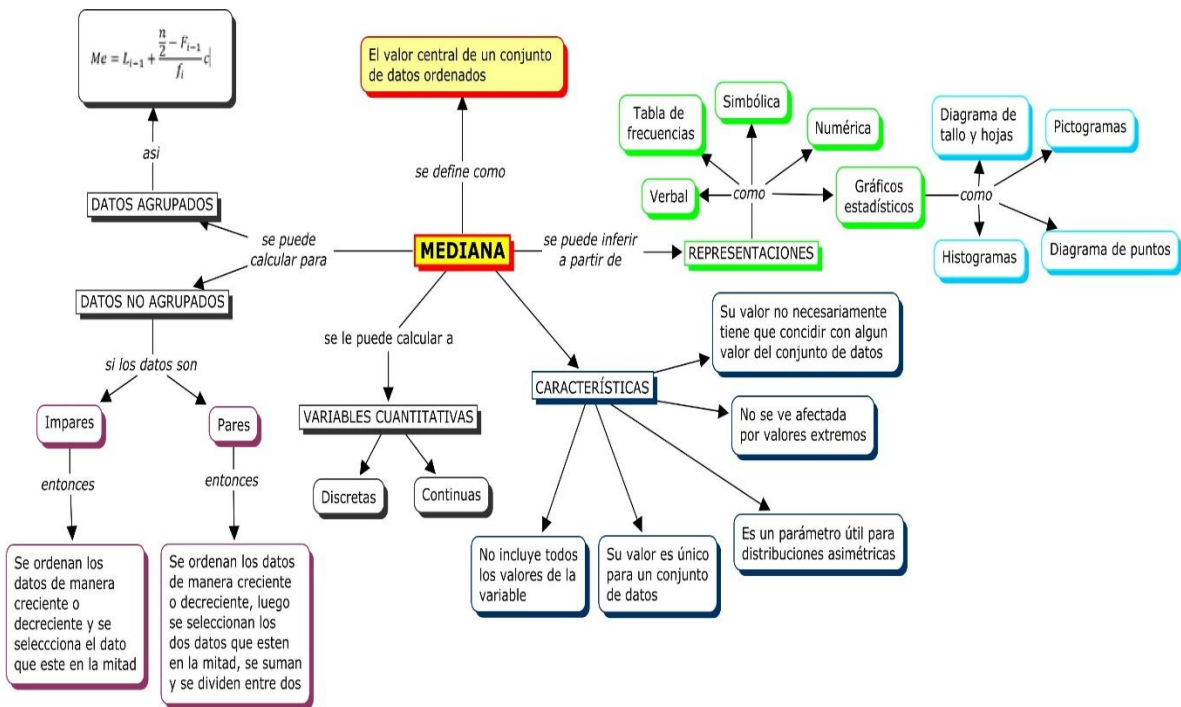 Me = L_{i-1} + \frac{\frac{n}{2} - F_{i-1}}{f_i} c
asi
DATOS AGRUPADOS
se puede
calcular para
DATOS NO AGRUPADOS
si los datos son
Impares
entonces
Se ordenan los
datos de manera
creciente o
decreciente y se
seleccciona el dato
que este en la mitad
Pares
entonces
Se ordenan los datos
de manera creciente
o decreciente, luego
se seleccionan los
dos datos que esten
en la mitad, se suman
y se dividen entre dos
El valor central de un conjunto
de datos ordenados
se define como
MEDIANA
se le puede calcular a
VARIABLES CUANTITATIVAS
Discretas
Continuas
se puede inferir
a partir de
REPRESENTACIONES
como
Verbal
Tabla de
frecuencias
Simbólica
Numérica
Gráficos
estadísticos
como
Diagrama de
tallo y hojas
Pictogramas
Histogramas
Diagrama de puntos
CARACTERÍSTICAS
Su valor no necesariamente
tiene que concidir con algun
valor del conjunto de datos
No se ve afectada
por valores extremos
Es un parámetro útil para
distribuciones asimétricas
Su valor es único
para un conjunto
de datos
No incluye todos
los valores de la
variable